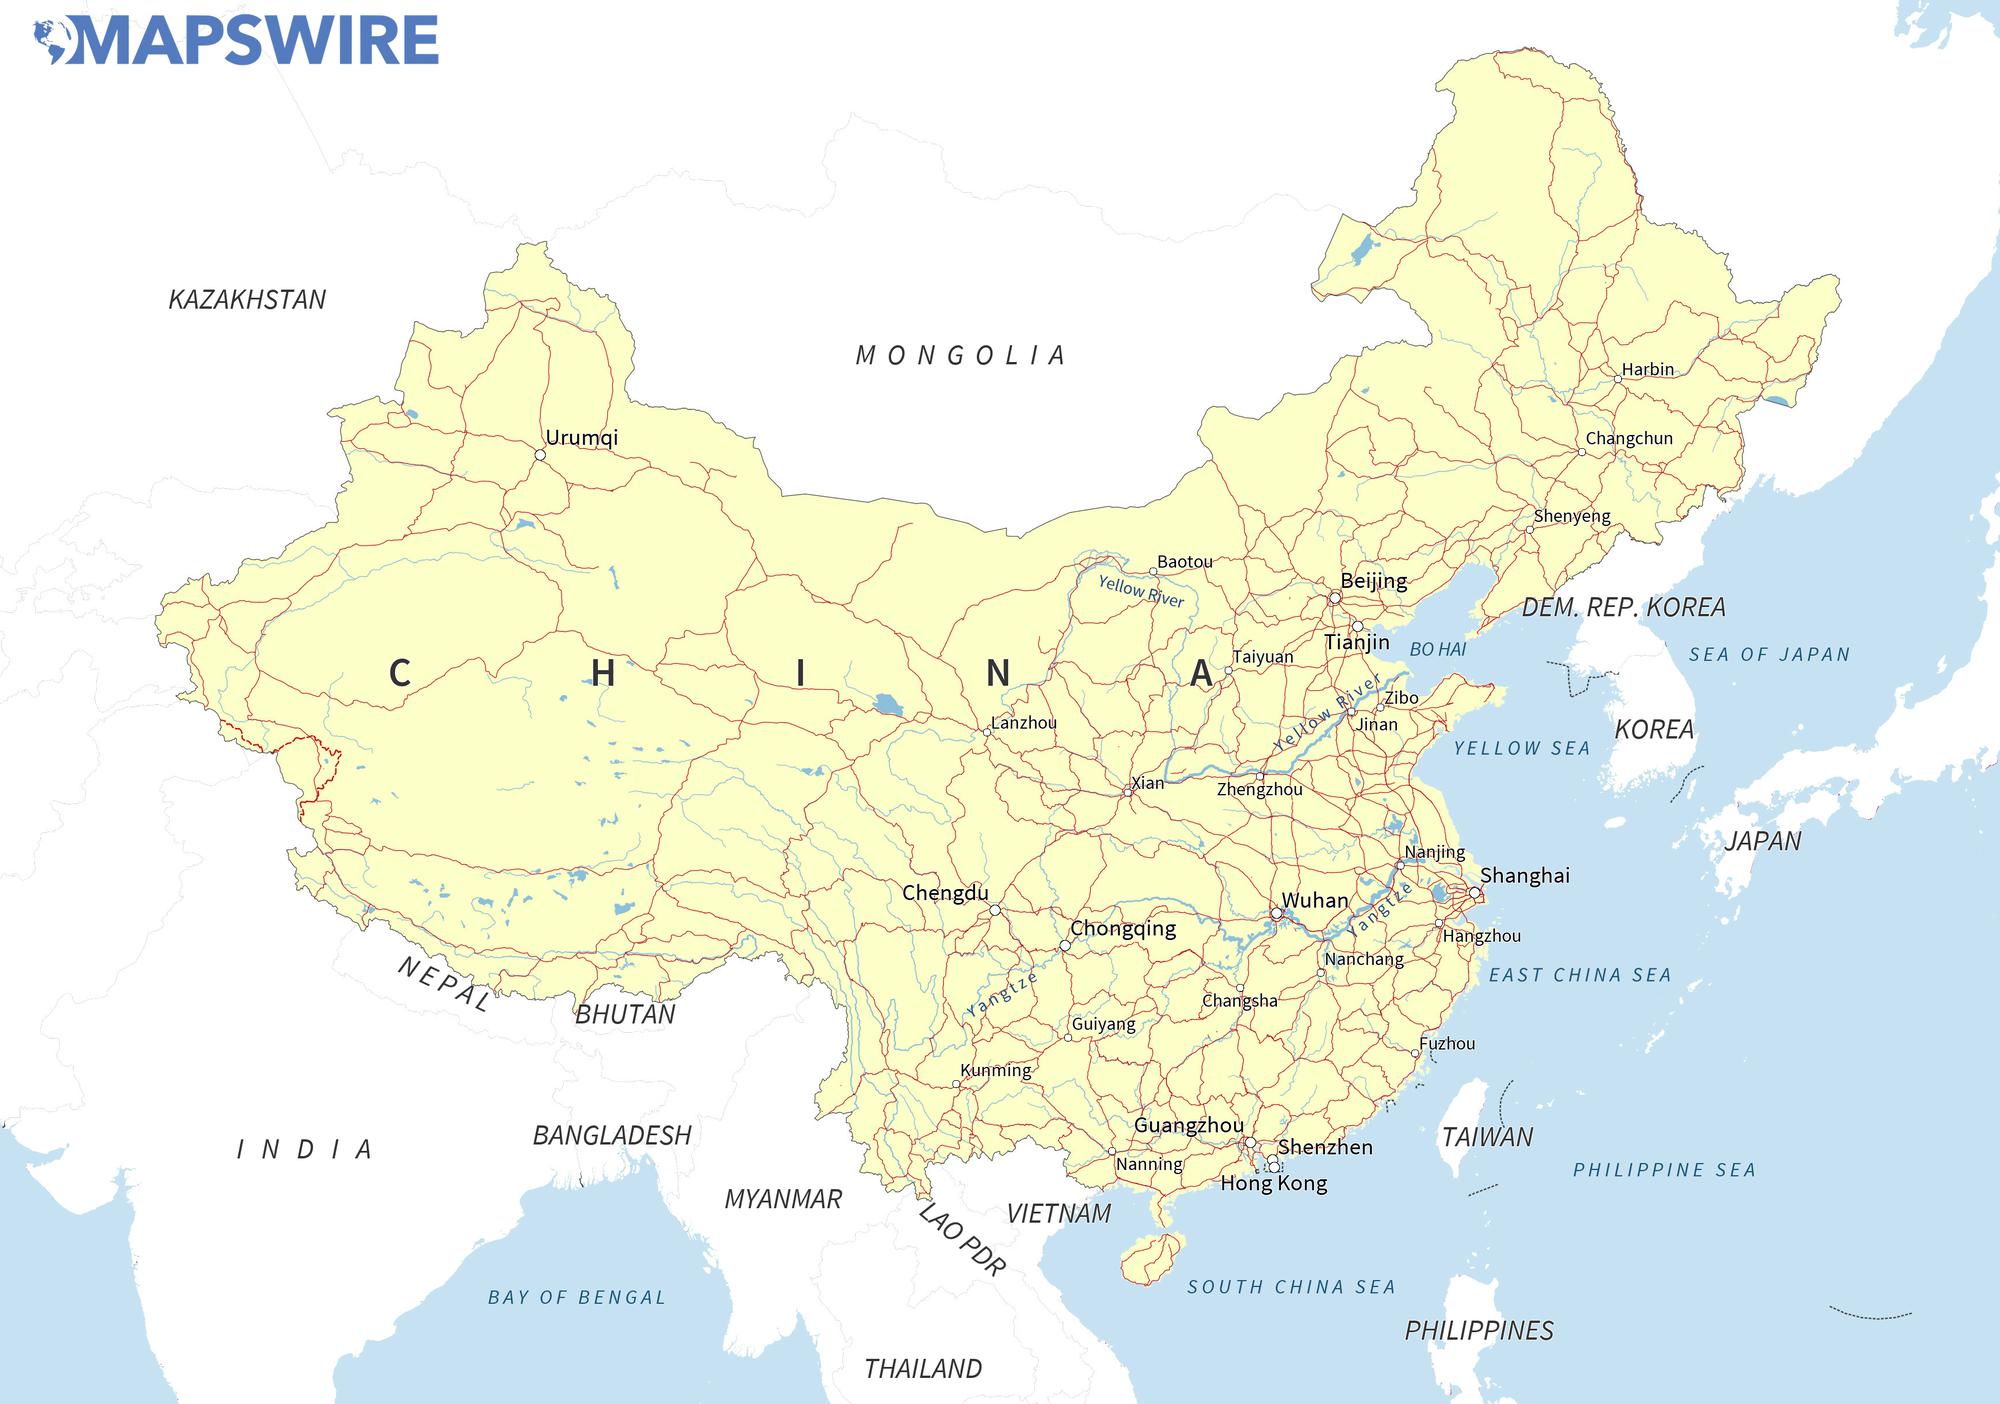 MAPSWIRE
KAZAKHSTAN
MONGOLIA
Harbin
Urumqi
Changchun
Shenyeng
Baotou
Beijing
Yellow River
DEM. REP. KOREA
Tianjin
BO HAI
SEA OF JAPAN
Taiyuan
CHINA
Zibo
Yellow River
Lanzhou
Jinan
KOREA
YELLOW SEA
Xian
Zhengzhou
JAPAN
Nanjing
Shanghai
Chengdu
Wuhan
Yangtze
Chongqing
Hangzhou
Nanchang
EAST CHINA SEA
NEPAL
Yangtze
Changsha
BHUTAN
Guiyang
Fuzhou
Kunming
Guangzhou
BANGLADESH
TAIWAN
INDIA
Shenzhen
Nanning
PHILIPPINE SEA
Hong Kong
MYANMAR
VIETNAM
LAO PDR
SOUTH CHINA SEA
BAY OF BENGAL
PHILIPPINES
THAILAND